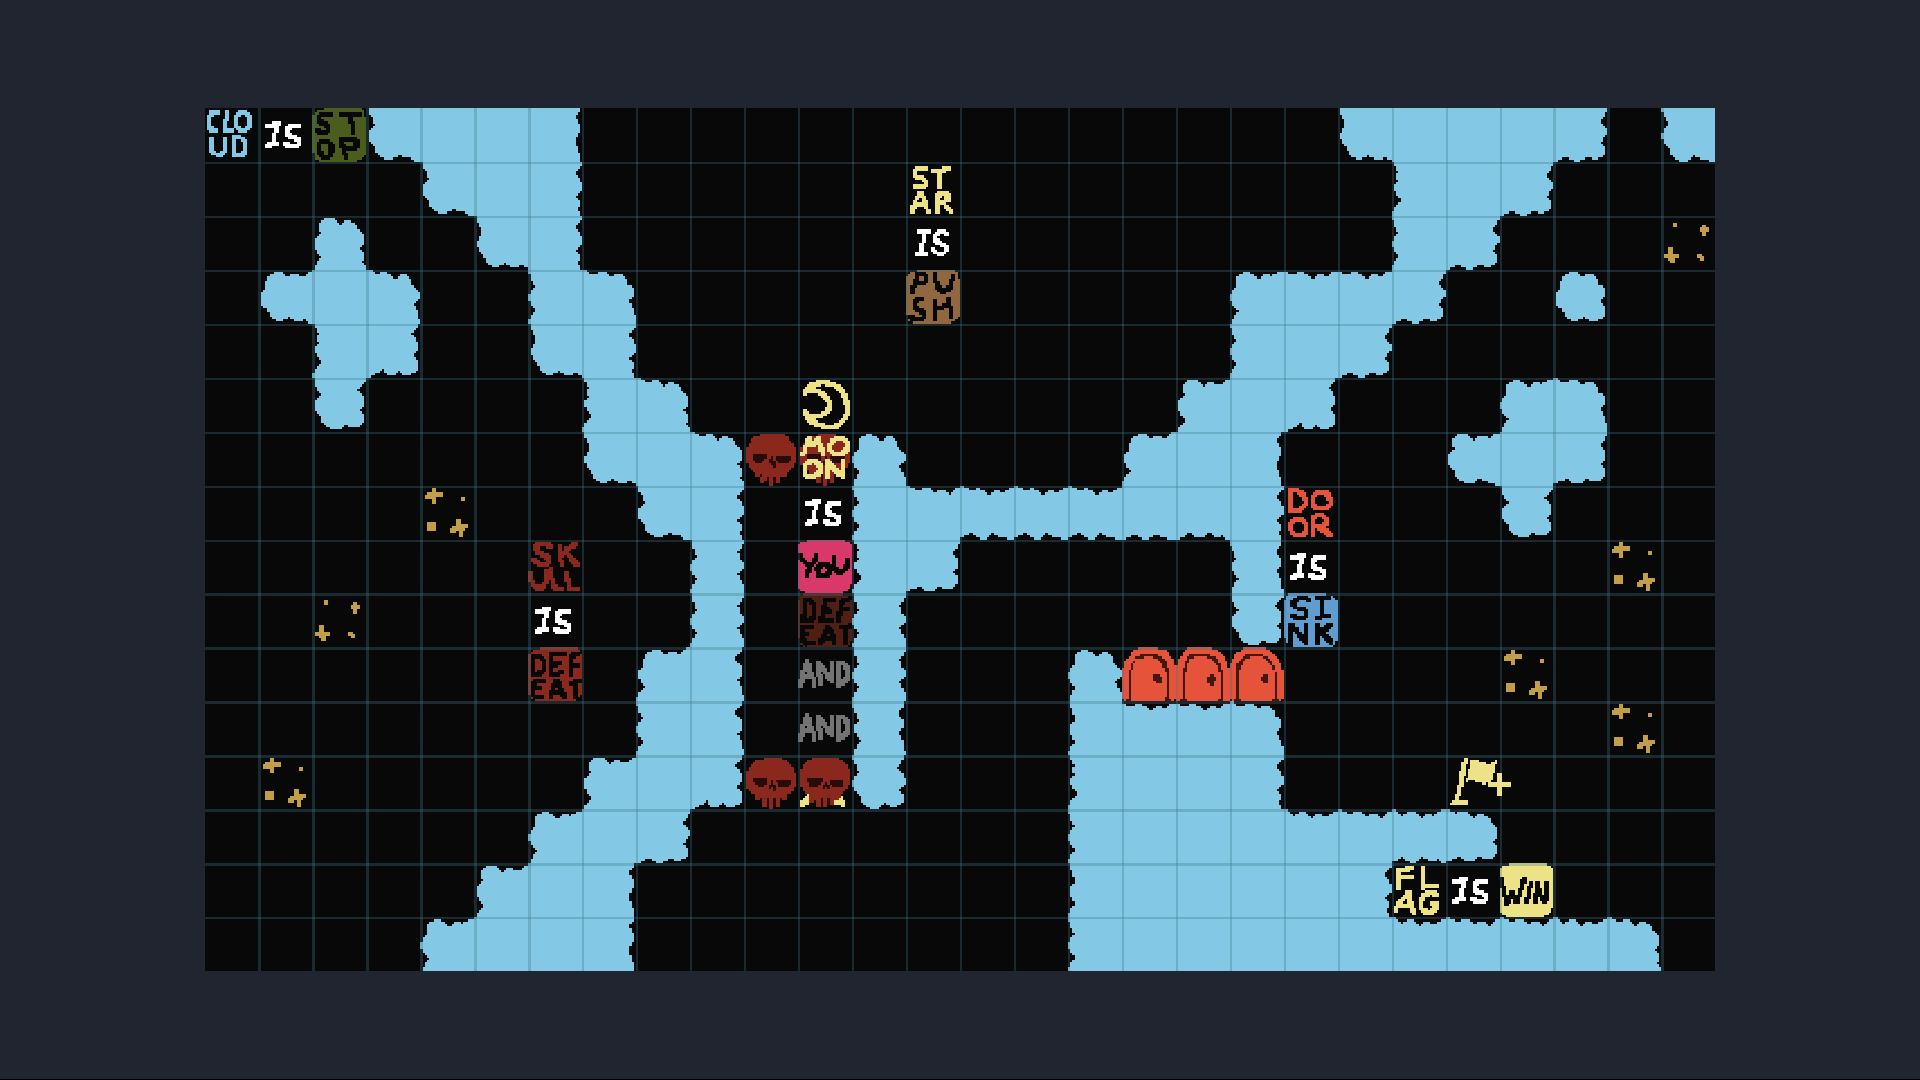 CLOUD IS STOP
STAR
IS
PUSH
MOON
IS
YOU
DEFEAT
AND
AND
DOOR
IS
SINK
SKULL
IS
DEFEAT
FLAG IS WIN